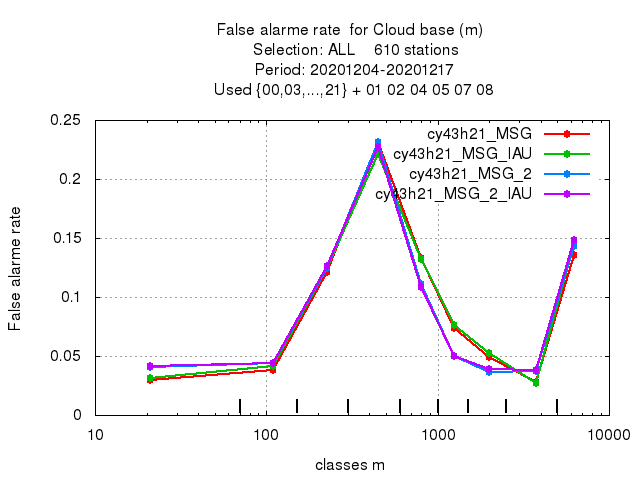 False alarme rate for Cloud base (m)
Selection: ALL 610 stations
Period: 20201204-20201217
Used {00,03,...,21} + 01 02 04 05 07 08
0.25
0.2
0.15
0.1
0.05
0
False alarme rate
cy43h21_MSG
cy43h21_MSG_IAU
cy43h21_MSG_2
cy43h21_MSG_2_IAU
10 100 1000 10000
classes m